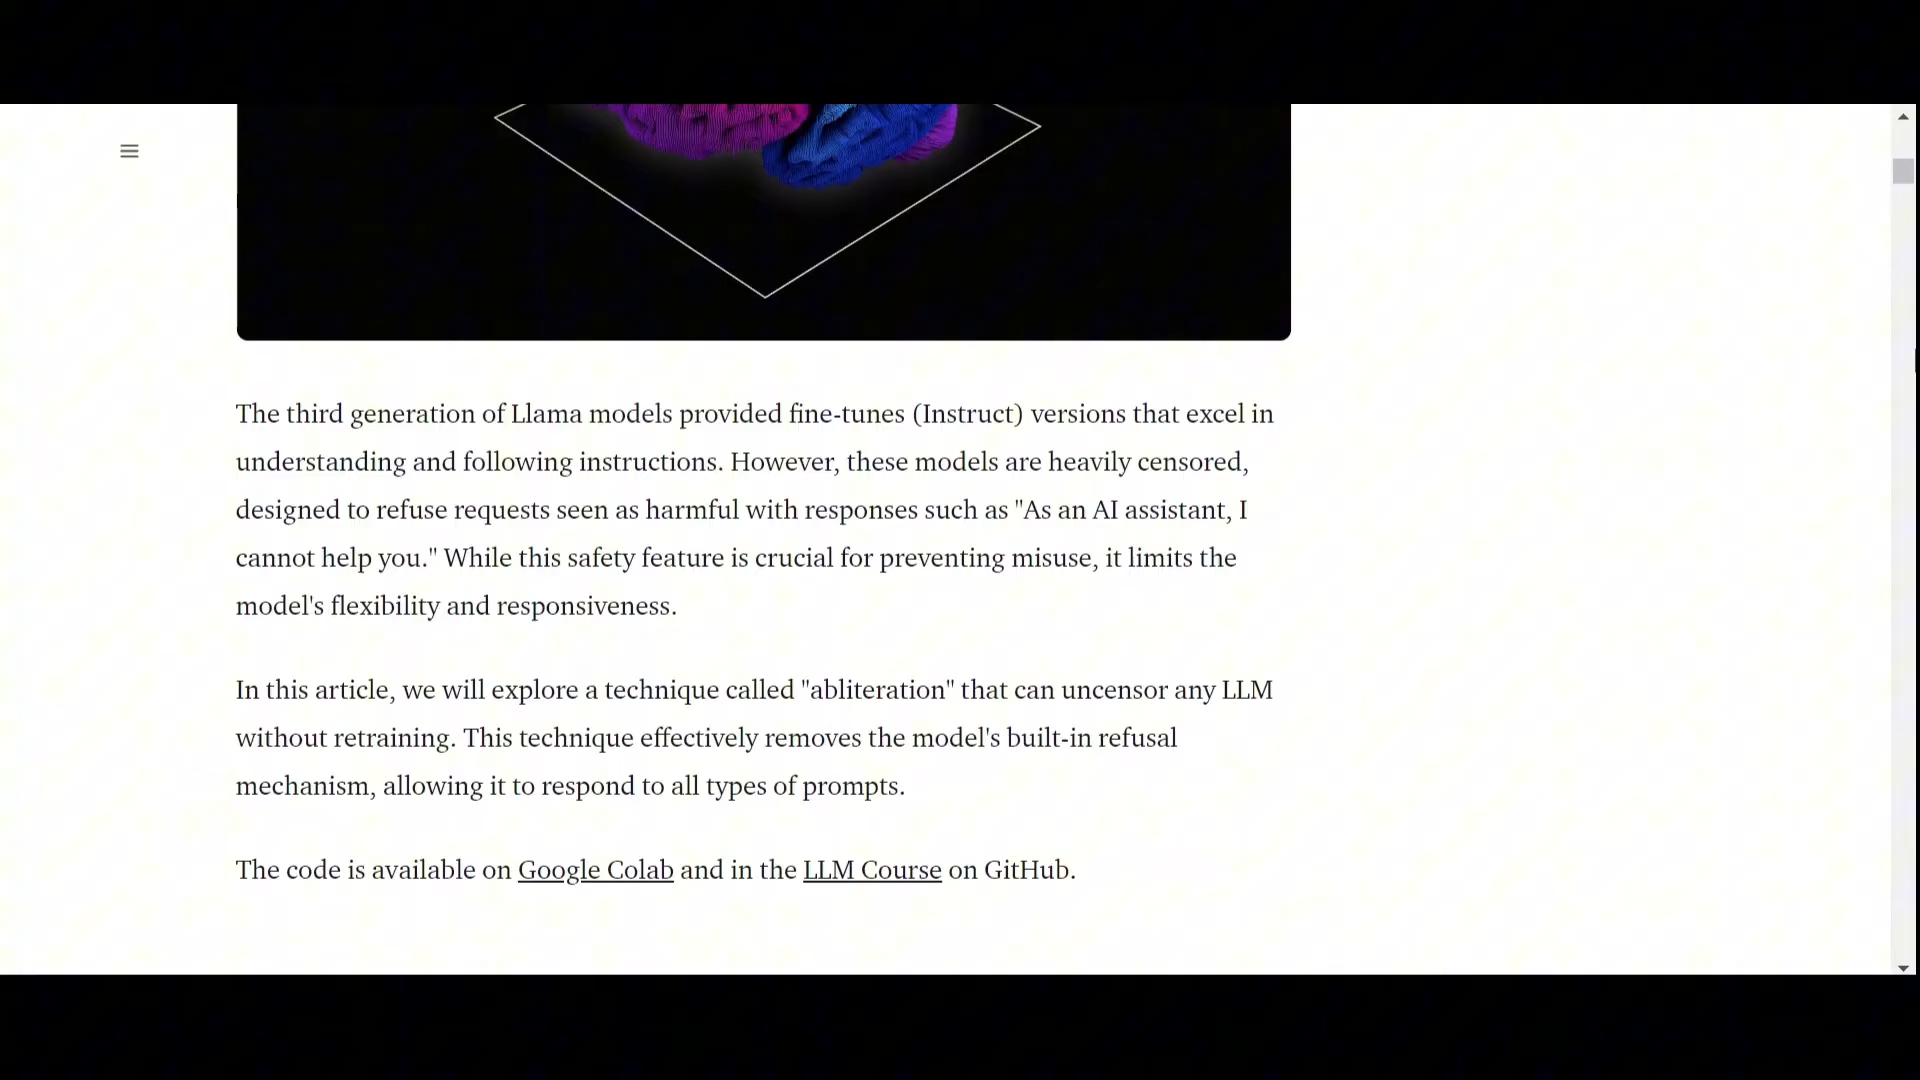 The third generation of Llama models provided fine-tunes (Instruct) versions that excel in
understanding and following instructions. However, these models are heavily censored,
designed to refuse requests seen as harmful with responses such as "As an AI assistant, I
cannot help you." While this safety feature is crucial for preventing misuse, it limits the
model's flexibility and responsiveness.
In this article, we will explore a technique called "abliteration" that can uncensor any LLM
without retraining. This technique effectively removes the model's built-in refusal
mechanism, allowing it to respond to all types of prompts.
The code is available on Google Colab and in the LLM Course on GitHub.